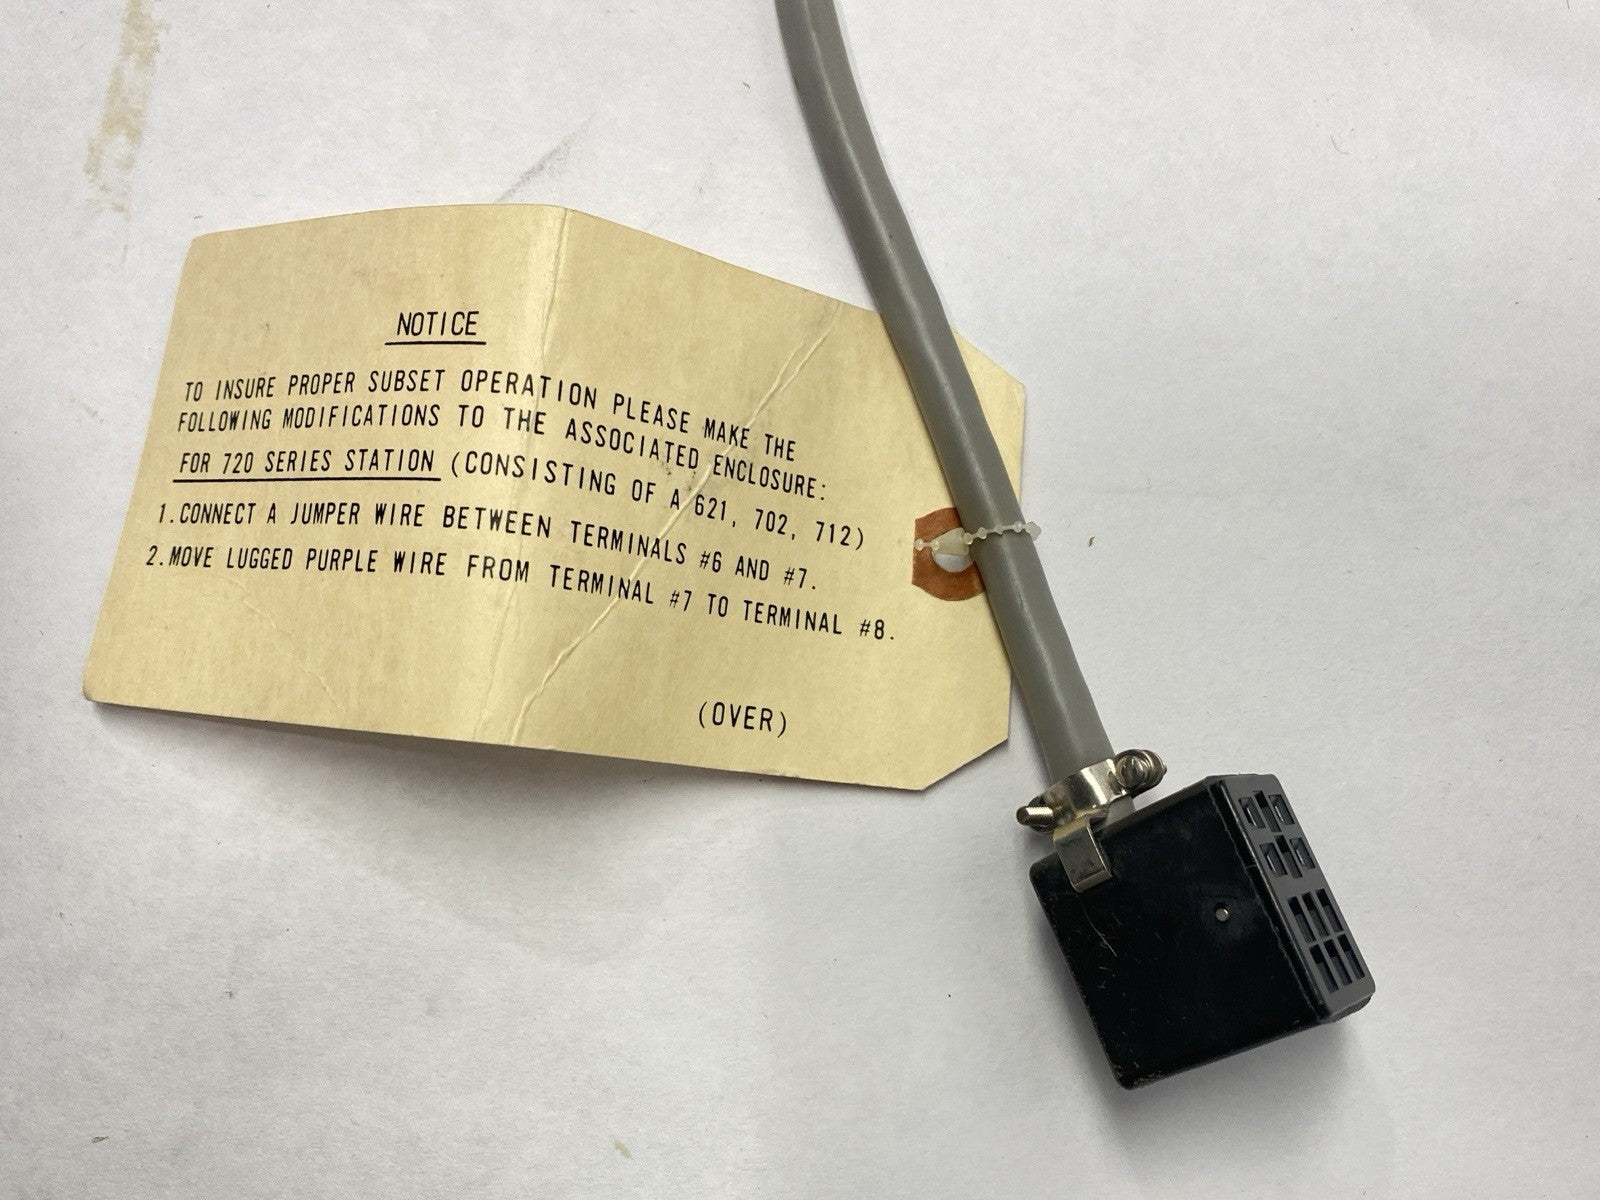 NOTICE
TO INSURE PROPER SUBSET OPERATION PLEASE MAKE THE
FOLLOWING MODIFICATIONS TO THE ASSOCIATED ENCLOSURE:
FOR 720 SERIES STATION (CONSISTING OF A 621, 702, 712)
1. CONNECT A JUMPER WIRE BETWEEN TERMINALS #6 AND #7.
2. MOVE LUGGED PURPLE WIRE FROM TERMINAL #7 TO TERMINAL #8.
(OVER)